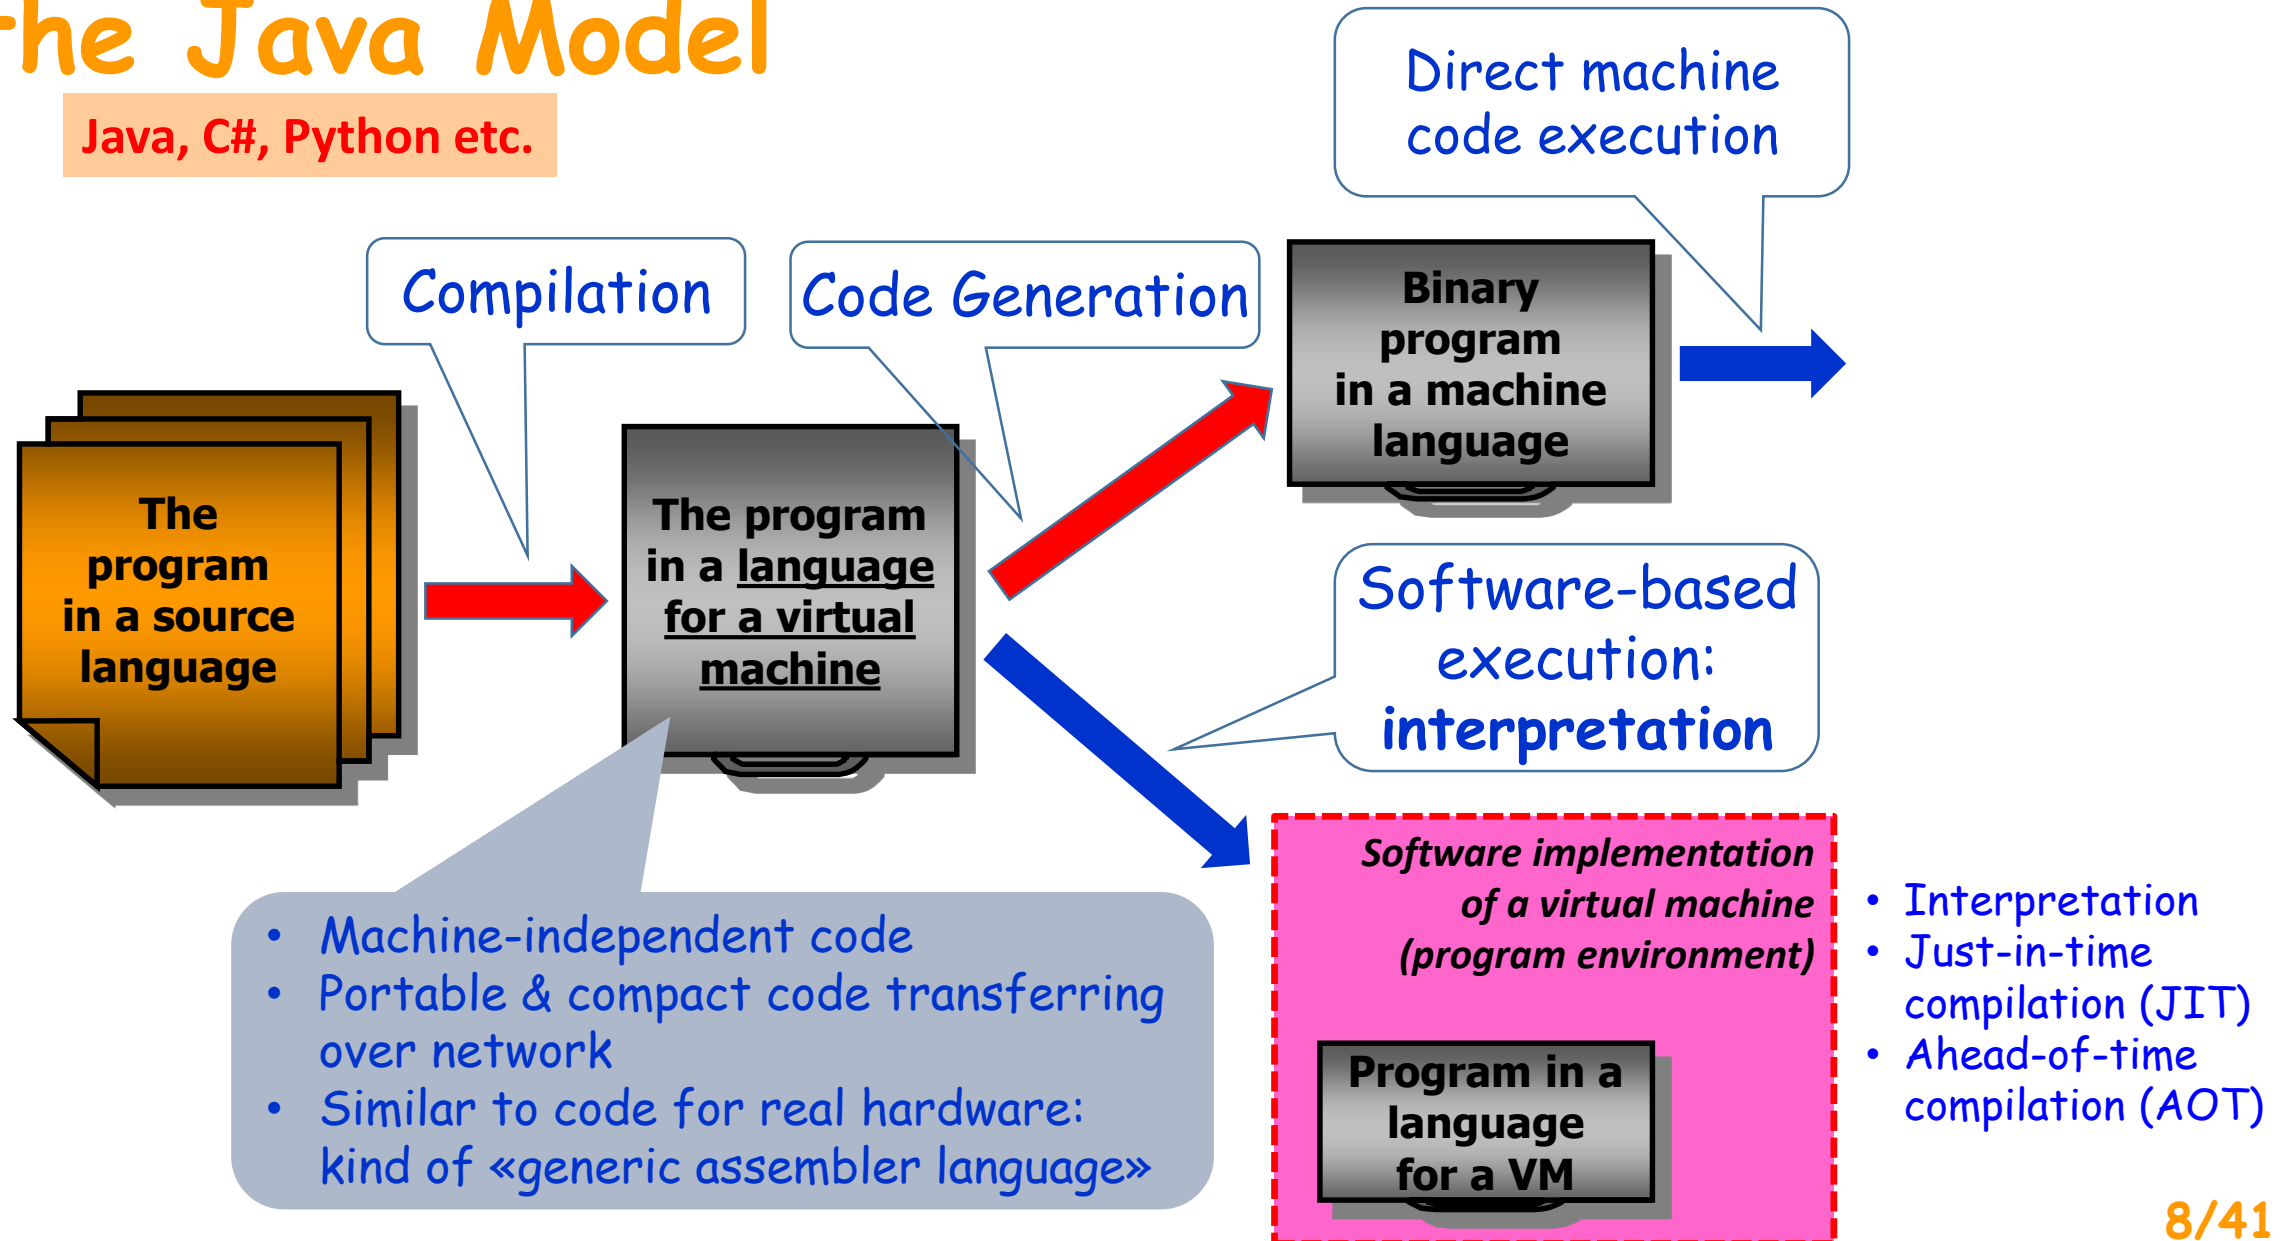 he Java Model
Java, C#, Python etc.
Direct machine
code execution
Compilation
Code Generation
Binary
program
in a machine
language
The
program
in a source
language
The program
in a language
for a virtual
machine
Software-based
execution:
interpretation
• Machine-independent code
• Portable & compact code transferring
over network
• Similar to code for real hardware:
kind of «generic assembler language»
Software implementation
of a virtual machine
(program environment)
Program in a
language
for a VM
• Interpretation
• Just-in-time
compilation (JIT)
• Ahead-of-time
compilation (AOT)
8/41